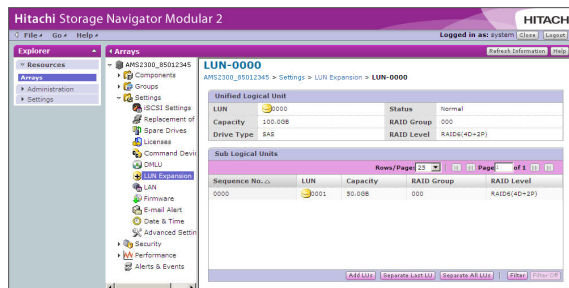 Hitachi Storage Navigator Modular 2
HITACH
File Go Help
Logged in as: system Close Logout
Explorer
Arrays
Refresh Information Help
Resources
Arrays
Administration
Settings
AMS2300_85012345
Components
Groups
Settings
iSCSI Settings
Replacement of
Spare Drives
Licenses
Command Devi
DMLU
LUN Expansion
LAN
Firmware
E-mail Alert
Date & Time
Advanced Settin
Security
Performance
Alerts & Events
LUN-0000
AMS2300_85012345 > Settings > LUN Expansion > LUN-0000
Unified Logical Unit
LUN 0000 Status Normal
Capacity 100.0GB RAID Group 000
Drive Type SAS RAID Level RAID6(4D+2P)
Sub Logical Units
Rows/Page: 25 Page 1 of 1
Sequence No. LUN Capacity RAID Group RAID Level
0000 0001 50.0GB 000 RAID6(4D+2P)
Add LUs Separate Last LU Separate All LUs Filter Filter Off